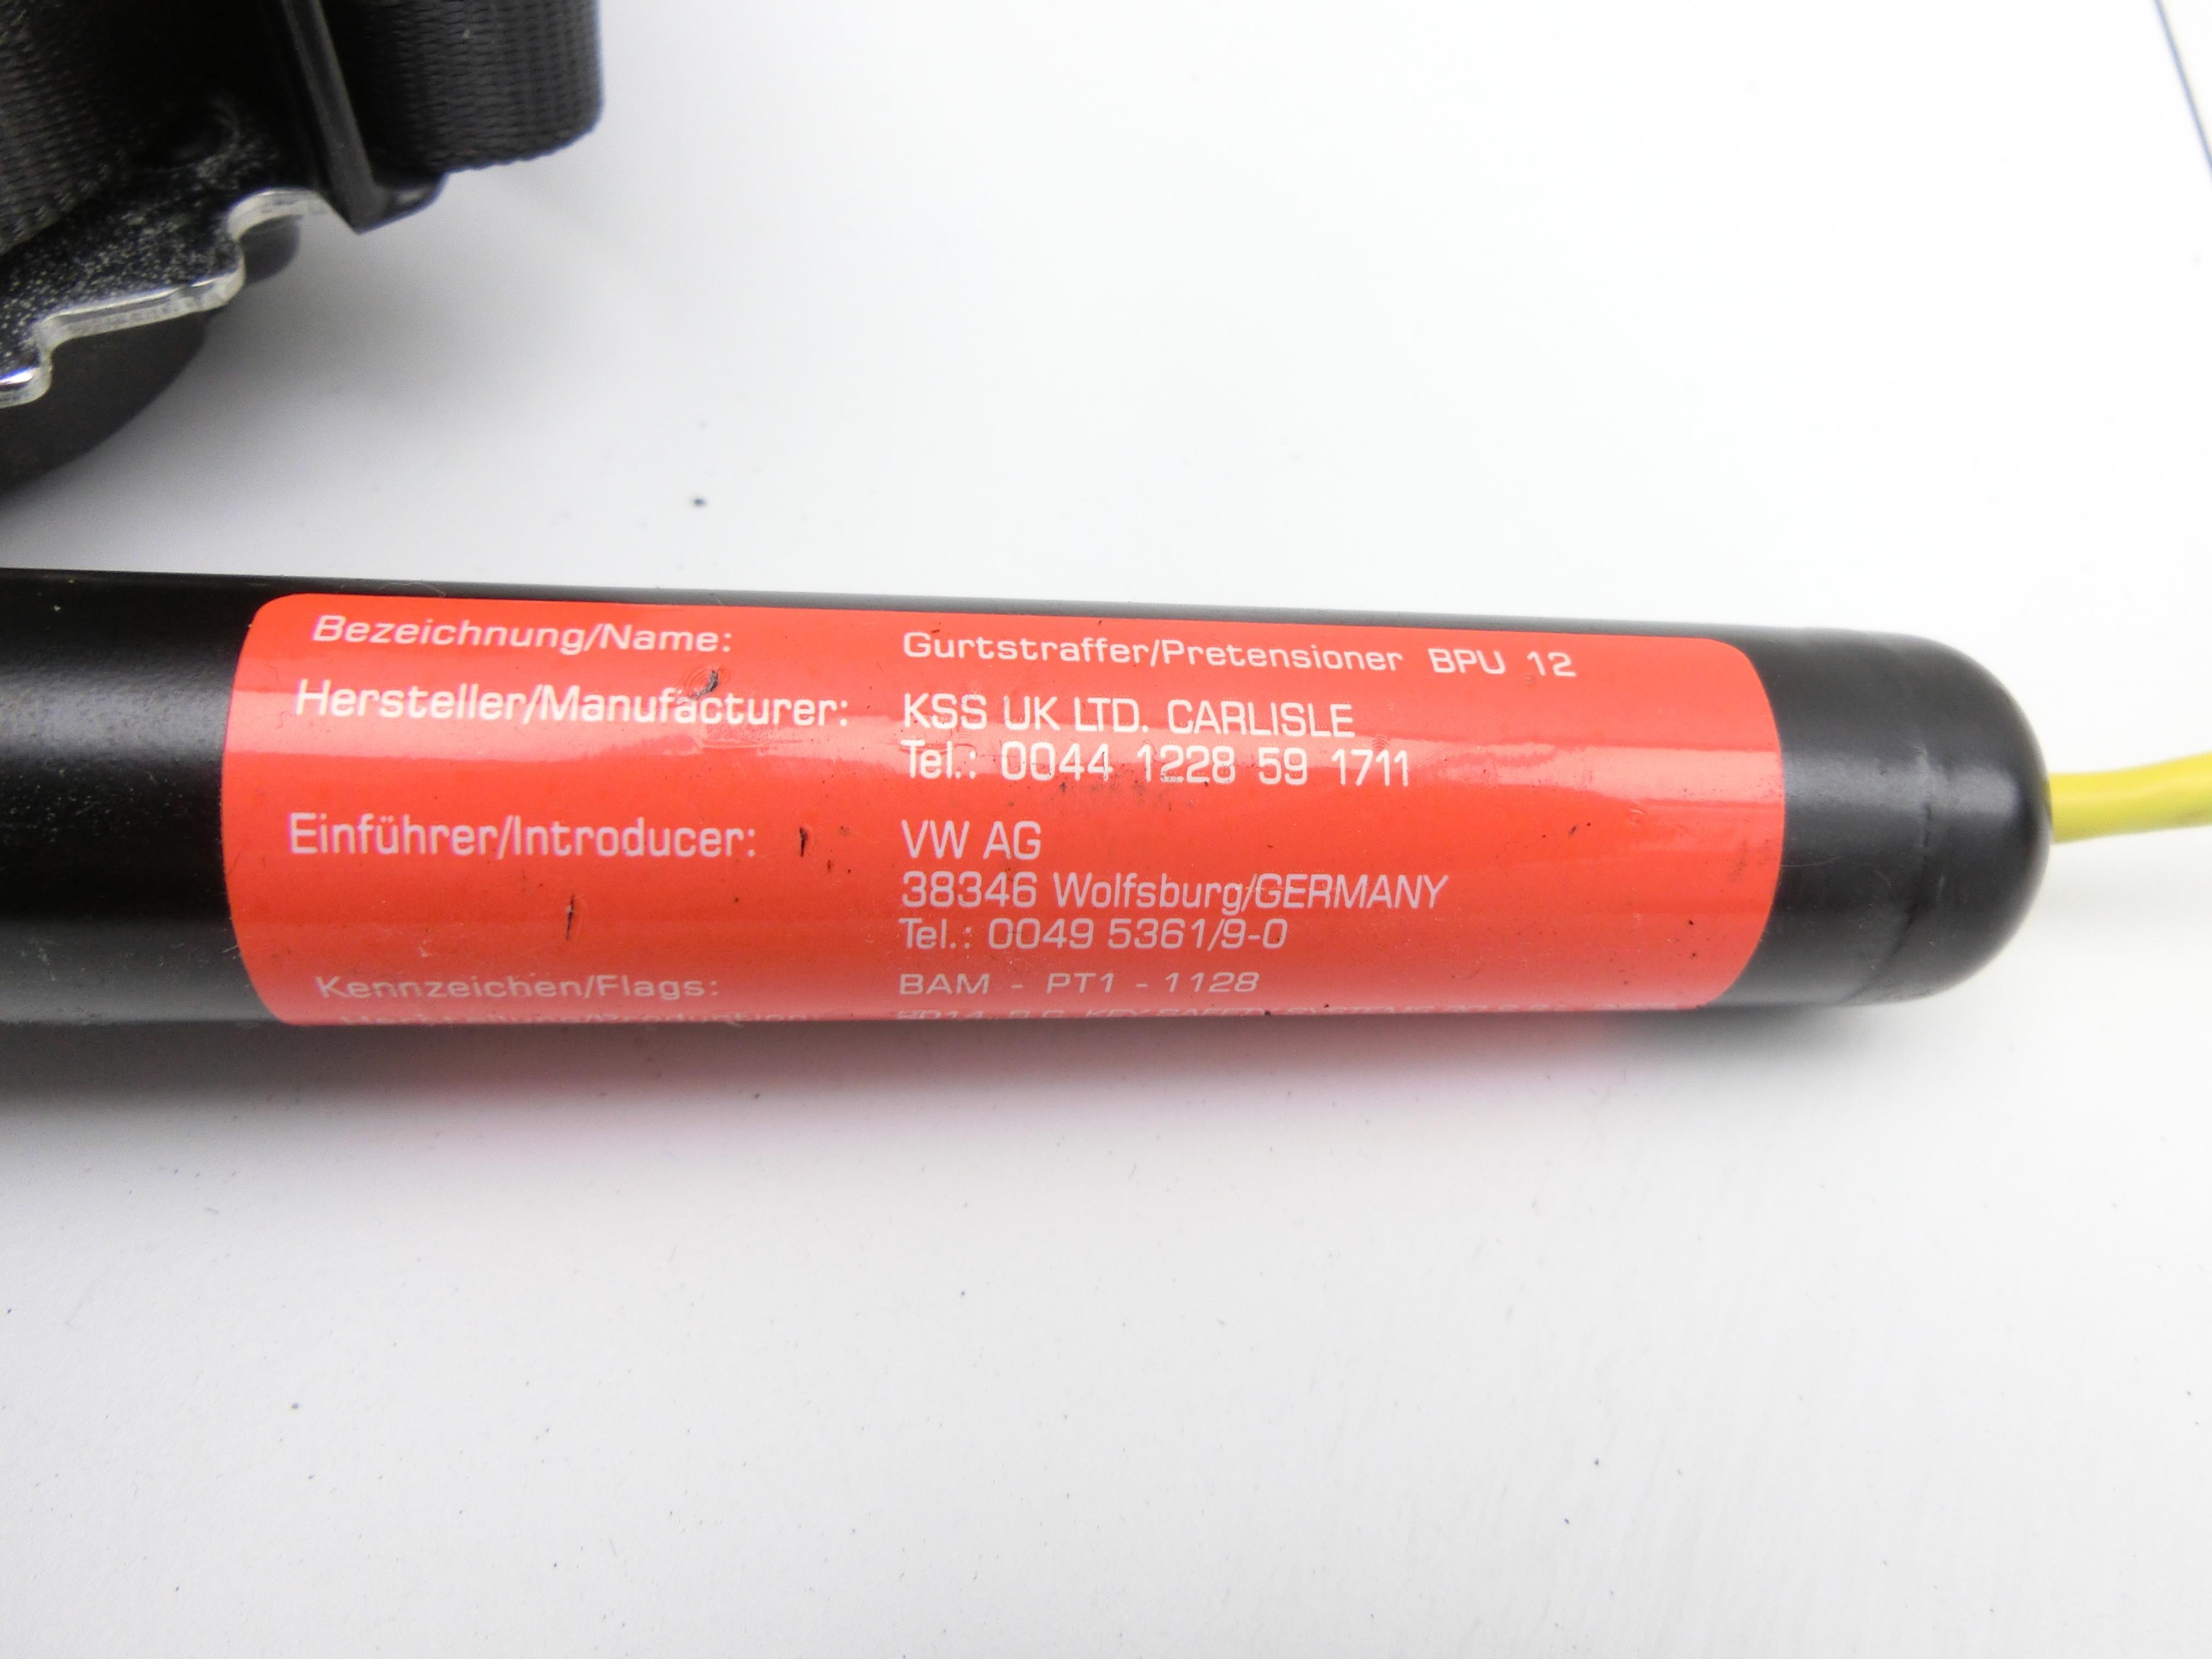 Bezeichnung/Name: Gurtstraffer/Pretensioner BPU 12
Hersteller/Manufacturer: KSS UK LTD. CARLISLE
Tel.: 0044 1228 59 1711
Einführer/Introducer: VW AG
38346 Wolfsburg/GERMANY
Tel.: 0049 5361/9-0
Kennzeichen/Flags: BAM - PT1 - 1128